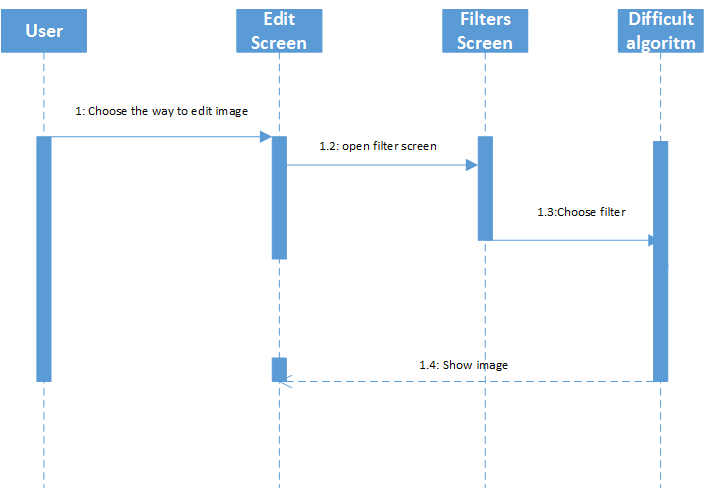 User
Edit
Screen
Filters
Screen
Difficult
algoritm
1: Choose the way to edit image
1.2: open filter screen
1.3:Choose filter
1.4: Show image